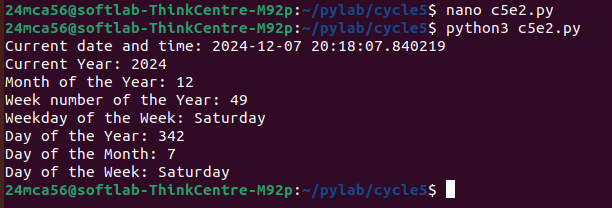 24mca56@softlab-ThinkCentre-M92p:~/pylab/cycle5$ nano c5e2.py
24mca56@softlab-ThinkCentre-M92p:~/pylab/cycle5$ python3 c5e2.py
Current date and time: 2024-12-07 20:18:07.840219
Current Year: 2024
Month of the Year: 12
Week number of the Year: 49
Weekday of the Week: Saturday
Day of the Year: 342
Day of the Month: 7
Day of the Week: Saturday
24mca56@softlab-ThinkCentre-M92p:~/pylab/cycle5$